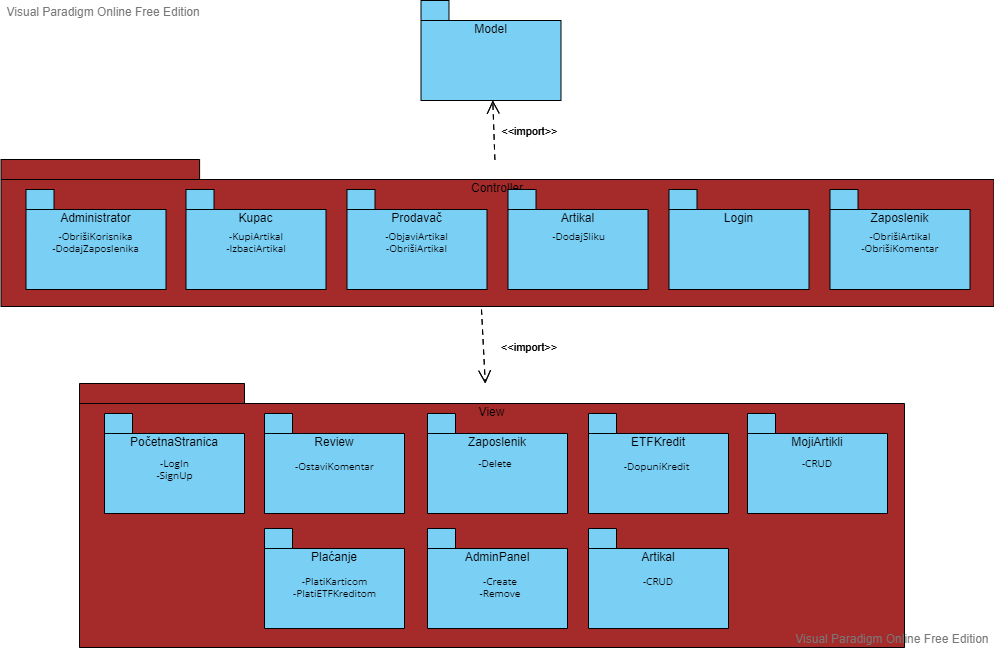 Visual Paradigm Online Free Edition
Model
<<import>>
Controller
Administrator
-ObrišiKorisnika
-DodajZaposlenika
Kupac
-KupiArtikal
-IzbaciArtikal
Prodavač
-ObjaviArtikal
-ObrišiArtikal
Artikal
-DodajSliku
Login
Zaposlenik
-ObrišiArtikal
-ObrišiKomentar
<<import>>
View
PočetnaStranica
-LogIn
-SignUp
Review
-OstaviKomentar
Zaposlenik
-Delete
ETFKredit
-DopuniKredit
MojiArtikli
-CRUD
Plaćanje
-PlatiKarticom
-PlatiETFKreditom
AdminPanel
-Create
-Remove
Artikal
-CRUD
Visual Paradigm Online Free Edition